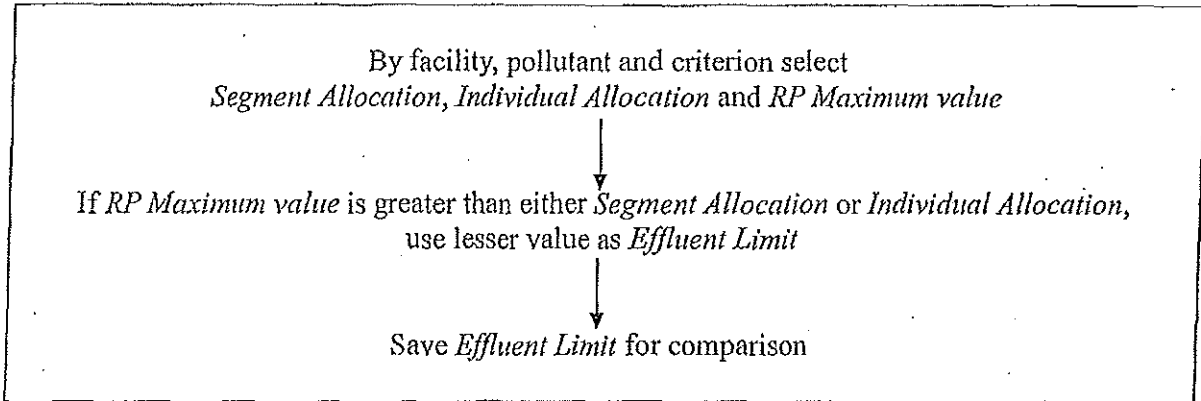 By facility, pollutant and criterion select
Segment Allocation, Individual Allocation and RP Maximum value
If RP Maximum value is greater than either Segment Allocation or Individual Allocation,
use lesser value as Effluent Limit
Save Effluent Limit for comparison